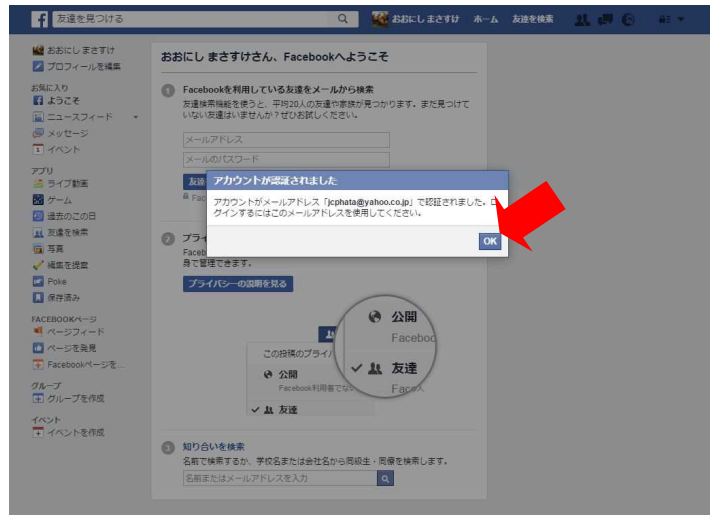 友達を見つける
おおにし まさすけ
ホーム
友達を検索
おおにし まさすけ
プロフィールを編集
お気に入り
ようこそ
ニュースフィード
メッセージ
イベント
アプリ
ライブ動画
ゲーム
過去のこの日
友達を検索
写真
編集を提案
Poke
保存済み
FACEBOOKページ
ページフィード
ページを発見
Facebookページを...
グループ
グループを作成
イベント
イベントを作成
おおにし まさすけさん、Facebookへようこそ
1 Facebookを利用している友達をメールから検索
友達検索機能を使うと、平均20人の友達や家族が見つかります。まだ見つけて
いない友達はいませんか？ぜひお試しください。
メールアドレス
メールのパスワード
友達
Fac
アカウントが認証されました
アカウントがメールアドレス「jcphata@yahoo.co.jp」で認証されました。ロ
グインするにはこのメールアドレスを使用してください。
OK
2 プライ
Faceb
身で管理できます。
プライバシーの説明を見る
この投稿のプライバ
公開
Facebook利用者でな
友達
公開
Faceboo
友達
Face
3 知り合いを検索
名前で検索するか、学校名または会社名から同級生・同僚を検索します。
名前またはメールアドレスを入力